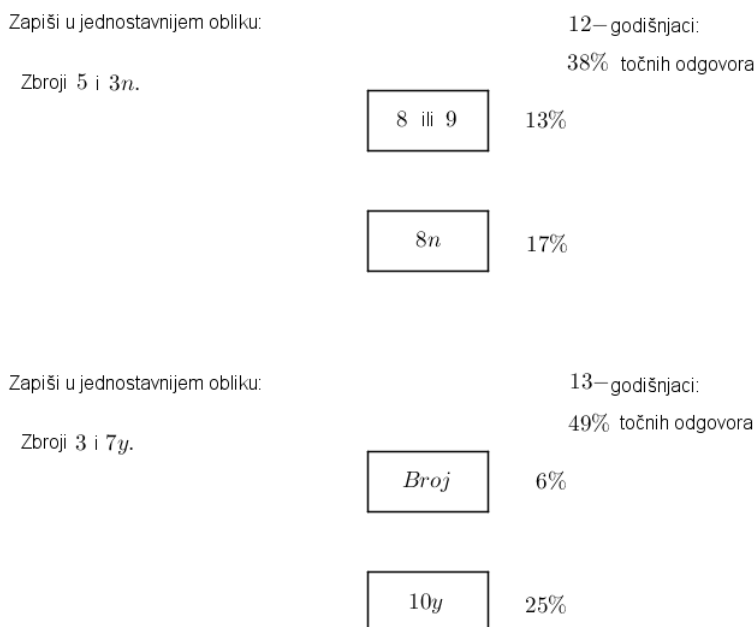 Zapiši u jednostavnijem obliku:
12−godišnjaci:
38% točnih odgovora
Zbroji 5 i 3n.
8 ili 9 13%
8n 17%
Zapiši u jednostavnijem obliku:
13−godišnjaci:
49% točnih odgovora
Zbroji 3 i 7y.
Broj 6%
10y 25%